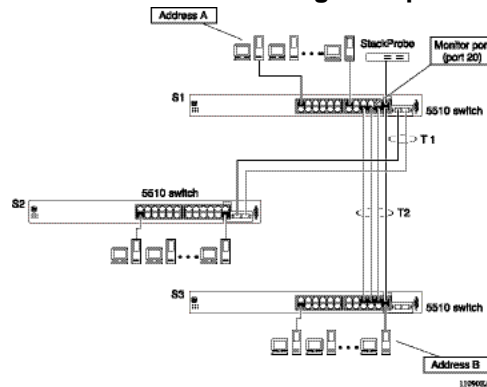 Address A
StackProbe
Monitor port
(port 20)
S1
5510 switch
T1
5510 switch
S2
T2
S3
5510 switch
Address B